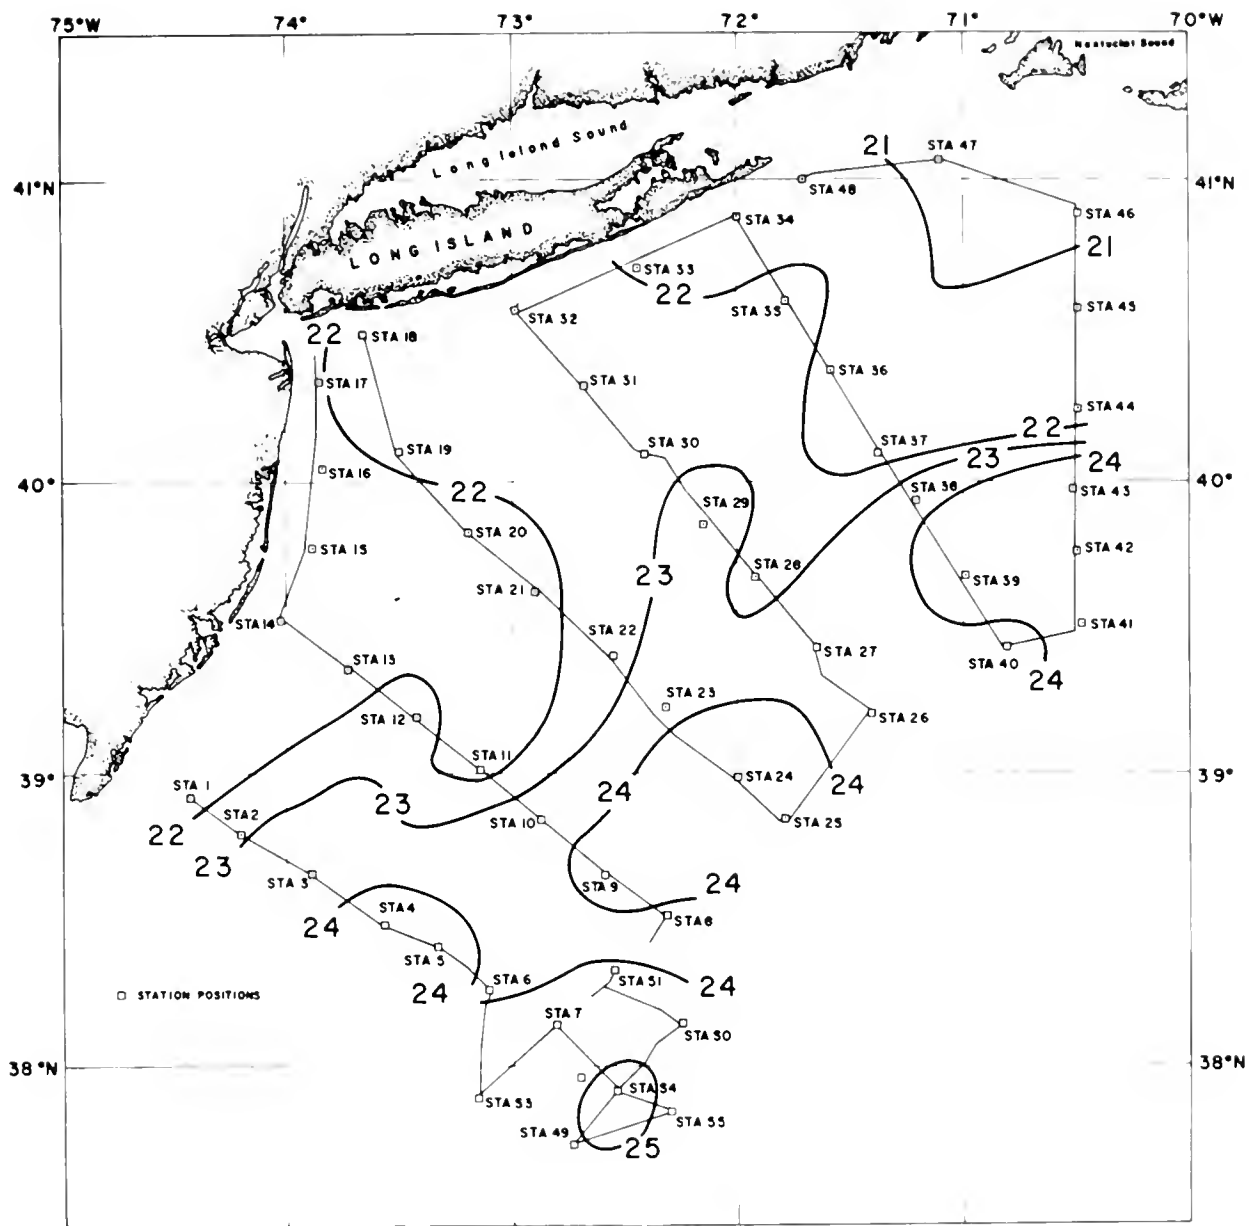 75°W 74° 73° 72° 71° 70°W
Nantucket Sound
Long Island Sound
LONG ISLAND
41°N 41°N
21 STA 47
STA 48
STA 46
STA 34
21
STA 33
22
STA 35
STA 45
STA 32
22 STA 18
STA 17
STA 31
STA 36
STA 44
22
STA 19
STA 30
STA 37
23
24
STA 16
40° 22 40°N
STA 38
STA 43
STA 29
STA 20
STA 15
STA 42
23
STA 28
STA 39
STA 21
STA 14
STA 22
STA 41
STA 13
STA 27
STA 40
24
STA 23
STA 12
STA 26
STA 11
39° 39°N
STA 1
24
STA 24
24
23
22
STA 2
STA 10
STA 25
23
STA 3
STA 9
24
STA 4
24
STA 8
STA 5
STA 6
STA 51
24
24
STATION POSITIONS
STA 7
STA 50
38°N 38°N
STA 53
STA 54
STA 55
STA 49
25